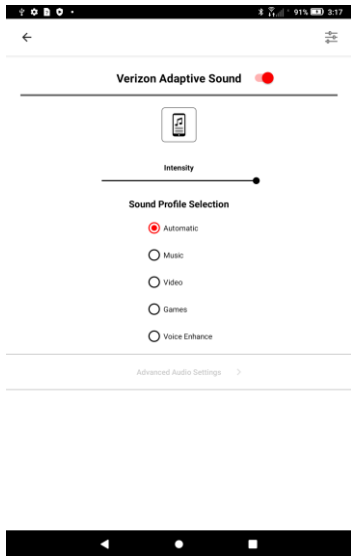 91% 3:17
Verizon Adaptive Sound
Intensity
Sound Profile Selection
Automatic
Music
Video
Games
Voice Enhance
Advanced Audio Settings